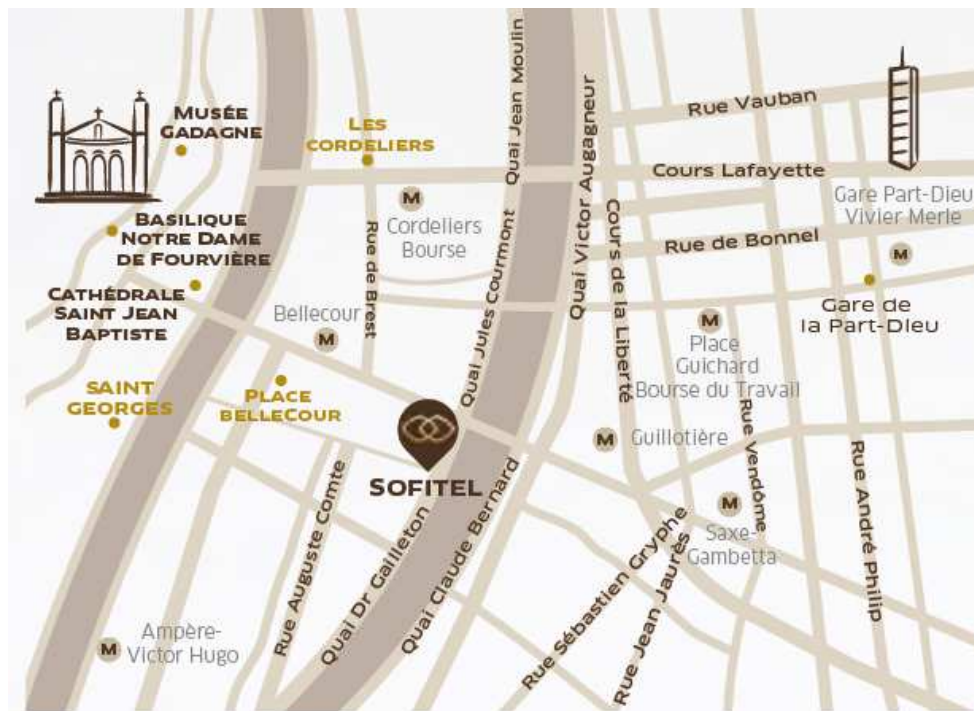 MUSÉE
GADAGNE
LES
CORDELIERS
Quai Jean Moulin
Quai Victor Augagneur
Rue Vauban
Cours Lafayette
Gare Part-Dieu
Vivier Merle
M
M
Cordeliers
Bourse
BASILIQUE
NOTRE DAME
DE FOURVIÈRE
Rue de Brest
Quai Jules Courmont
Cours de la Liberté
Rue de Bonnel
CATHÉDRALE
SAINT JEAN
BAPTISTE
Bellecour
M
Gare de
la Part-Dieu
M
Place
Guichard
Bourse du Travail
SAINT
GEORGES
PLACE
BELLECOUR
M
Guillotière
Rue Vendôme
SOFITEL
Rue Auguste Comte
Quai Dr Gailleton
Quai Claude Bernard
M
Saxe-
Gambetta
Rue Sébastien Gryphe
Rue Jean Jaurès
Rue André Philip
M
Ampère-
Victor Hugo